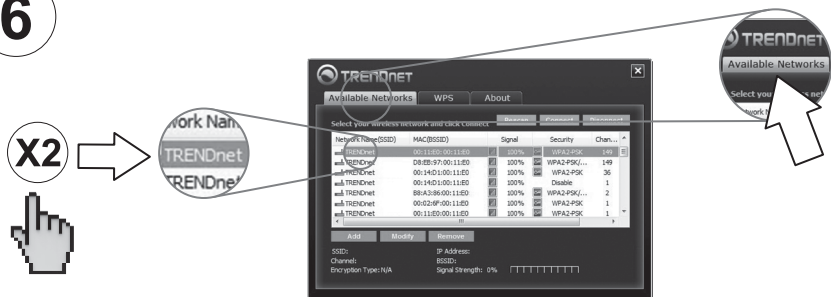 6
X2
work Nam
TRENDnet
TRENDnet
TRENDNET
Available Networks WPS About
Select your wireless network and click Connect Rescan Connect Disconnect
Network Name(SSID) MAC(BSSID) Signal Security Chan...
TRENDnet 00:11:E0:00:11:E0 100% WPA2-PSK 149
TRENDnet D8:EB:97:00:11:E0 100% WPA2-PSK/... 149
TRENDnet 00:14:D1:00:11:E0 100% WPA2-PSK 36
TRENDnet 00:14:D1:00:11:E0 100% Disable 1
TRENDnet B8:A3:86:00:11:E0 100% WPA2-PSK/... 2
TRENDnet 00:02:6F:00:11:E0 100% WPA2-PSK 1
TRENDnet 00:11:E0:00:11:E0 100% WPA2-PSK 1
Add Modify Remove
SSID: IP Address:
Channel: BSSID:
Encryption Type: N/A Signal Strength: 0%
TRENDNET
Available Networks
Select your